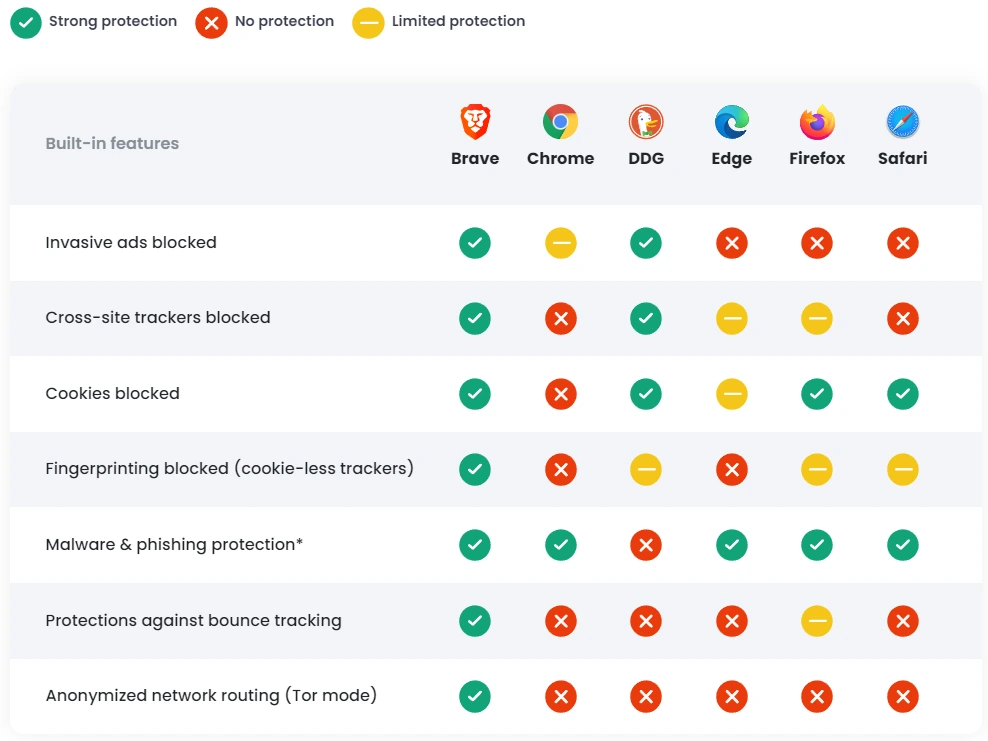 Strong protection No protection Limited protection
Built-in features
Brave Chrome DDG Edge Firefox Safari
Invasive ads blocked
Cross-site trackers blocked
Cookies blocked
Fingerprinting blocked (cookie-less trackers)
Malware & phishing protection*
Protections against bounce tracking
Anonymized network routing (Tor mode)